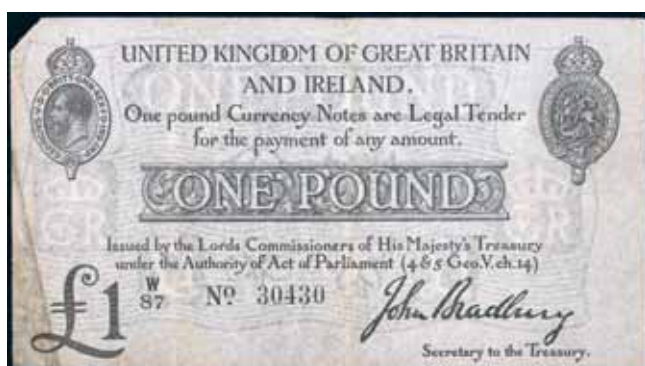 UNITED KINGDOM OF GREAT BRITAIN
AND IRELAND.
One pound Currency Notes are Legal Tender
for the payment of any amount.
ONE POUND
Issued by the Lords Commissioners of His Majesty's Treasury
under the Authority of Act of Parliament (4 & 5 Geo.V.ch.14)
£1 W/87 Nº 30430
John Bradbury
Secretary to the Treasury.